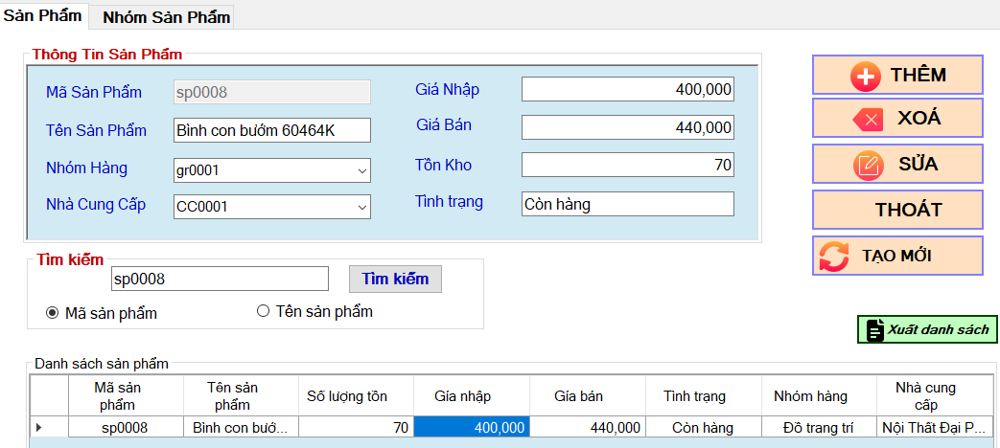 Sản Phẩm Nhóm Sản Phẩm
Thông Tin Sản Phẩm
Mã Sản Phẩm sp0008
Tên Sản Phẩm Bình con bướm 60464K
Nhóm Hàng gr0001
Nhà Cung Cấp CC0001
Giá Nhập 400,000
Giá Bán 440,000
Tồn Kho 70
Tình trạng Còn hàng
THÊM
XOÁ
SỬA
THOÁT
TẠO MỚI
Tìm kiếm
sp0008 Tìm kiếm
Mã sản phẩm Tên sản phẩm
Xuất danh sách
Danh sách sản phẩm
Mã sản phẩm Tên sản phẩm Số lượng tồn Gía nhập Gía bán Tình trạng Nhóm hàng Nhà cung cấp
sp0008 Bình con bướ... 70 400,000 440,000 Còn hàng Đồ trang trí Nội Thất Đại P...